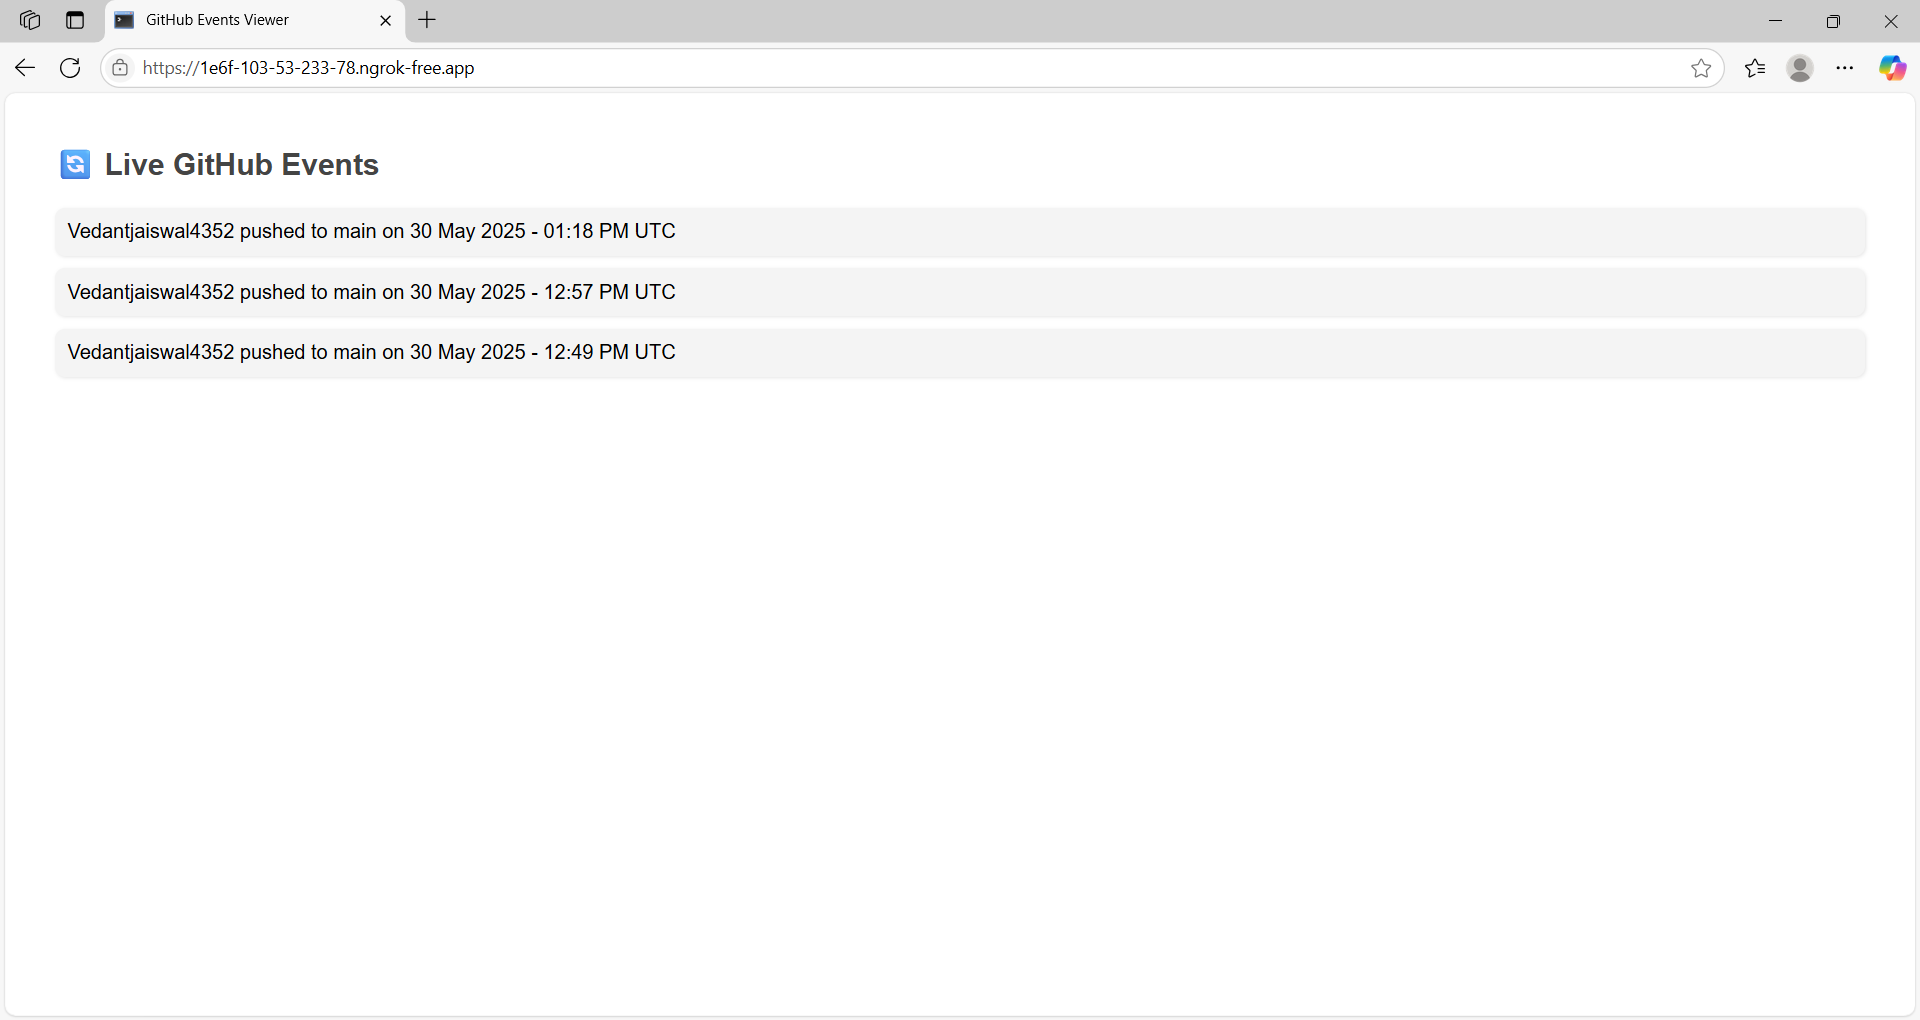 GitHub Events Viewer
https://1e6f-103-53-233-78.ngrok-free.app
Live GitHub Events
Vedantjaiswal4352 pushed to main on 30 May 2025 - 01:18 PM UTC
Vedantjaiswal4352 pushed to main on 30 May 2025 - 12:57 PM UTC
Vedantjaiswal4352 pushed to main on 30 May 2025 - 12:49 PM UTC